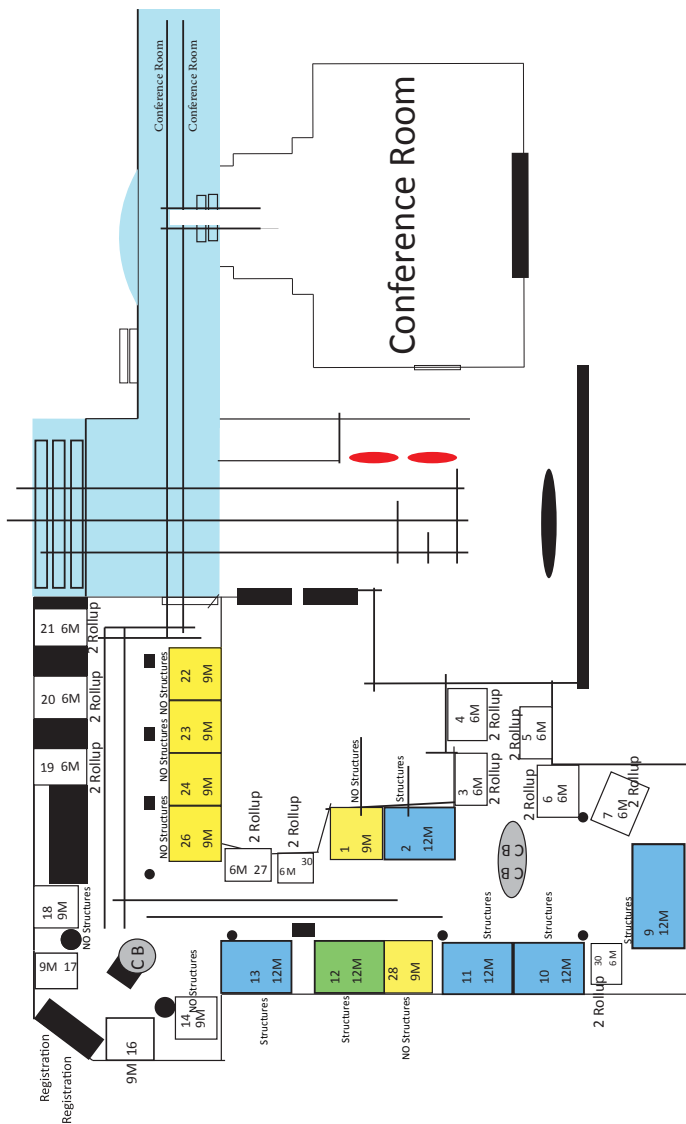 Conference Room
Conference Room
Conference Room
21
6M
2 Rollup
20
6M
2 Rollup
19
6M
2 Rollup
18
9M
NO Structures
9M 17
CB
Registration
Registration
9M 16
14
9M
NO Structures
22
9M
NO Structures
23
9M
NO Structures
24
9M
NO Structures
26
9M
NO Structures
6M 27
2 Rollup
6M 30
2 Rollup
1
9M
NO Structures
2
12M
Structures
3
6M
2 Rollup
4
6M
2 Rollup
5
6M
2 Rollup
6
6M
2 Rollup
7
6M
2 Rollup
CB
CB
9
12M
Structures
30
6M
2 Rollup
10
12M
Structures
11
12M
Structures
28
9M
NO Structures
12
12M
Structures
13
12M
Structures